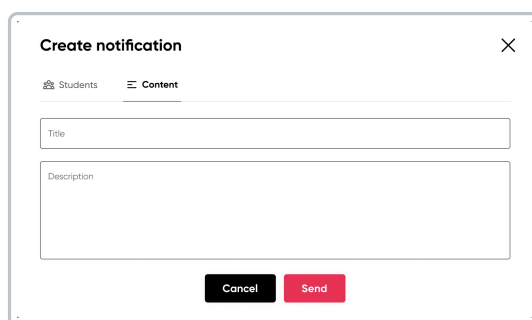 Create notification
Students
Content
Title
Description
Cancel
Send